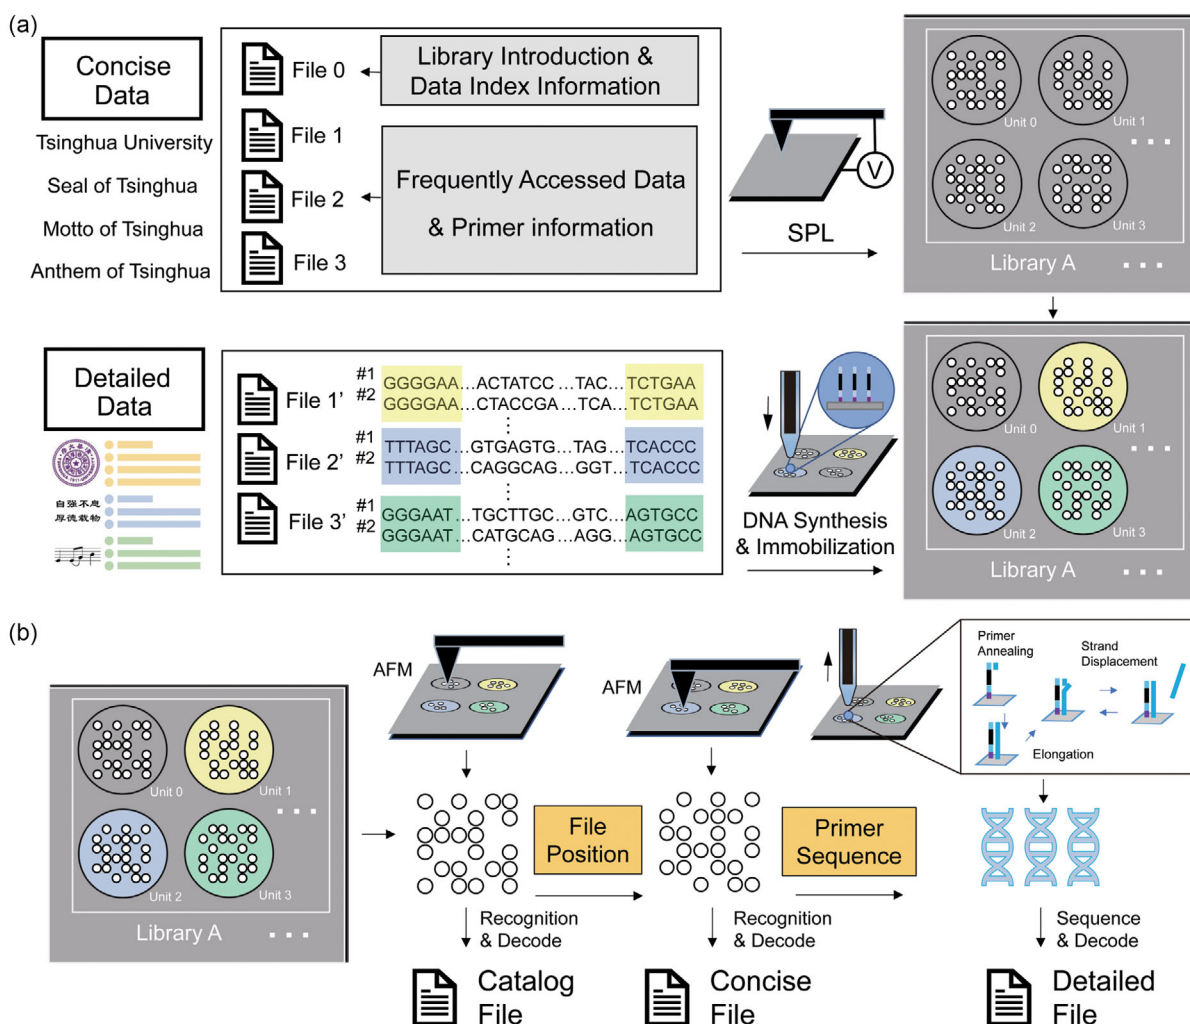 (a)
Concise
Data
Tsinghua University
Seal of Tsinghua
Motto of Tsinghua
Anthem of Tsinghua
File 0
File 1
File 2
File 3
Library Introduction &
Data Index Information
Frequently Accessed Data
& Primer information
V
SPL
Unit 0
Unit 1
Unit 2
Unit 3
Library A
Detailed
Data
自强不息
厚德载物
File 1’
#1
GGGGAA...ACTATCC ...TAC...TCTGAA
#2
GGGGAA...CTACCGA ...TCA...TCTGAA
File 2’
#1
TTTAGC...GTGAGTG...TAG...TCACCC
#2
TTTAGC...CAGGCAG...GGT...TCACCC
File 3’
#1
GGGAAT...TGCTTGC...GTC...AGTGCC
#2
GGGAAT...CATGCAG...AGG...AGTGCC
DNA Synthesis
& Immobilization
Unit 0
Unit 1
Unit 2
Unit 3
Library A
(b)
Unit 0
Unit 1
Unit 2
Unit 3
Library A
AFM
AFM
Primer
Annealing
Strand
Displacement
Elongation
File
Position
Primer
Sequence
Recognition
& Decode
Recognition
& Decode
Sequence
& Decode
Catalog
File
Concise
File
Detailed
File